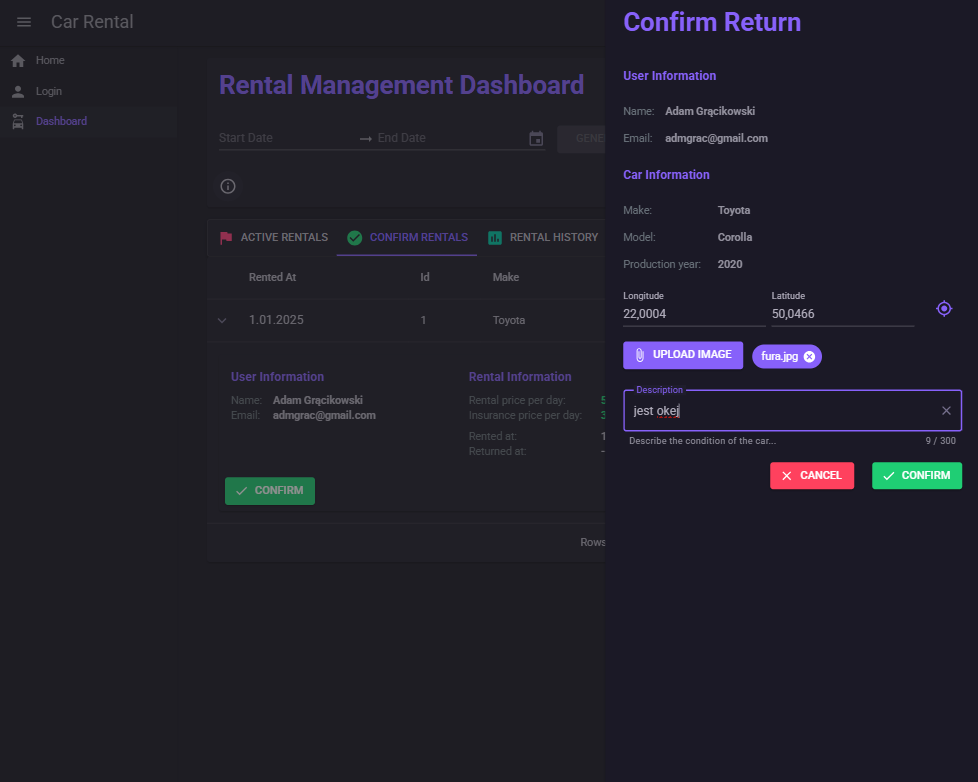 Car Rental
Home
Login
Dashboard
Rental Management Dashboard
Start Date
End Date
GENE
ACTIVE RENTALS
CONFIRM RENTALS
RENTAL HISTORY
Rented At Id Make
1.01.2025 1 Toyota
User Information
Name: Adam Grącikowski
Email: admgrac@gmail.com
CONFIRM
Rental Information
Rental price per day: 5
Insurance price per day: 3
Rented at: 1
Returned at: -
Rows
Confirm Return
User Information
Name: Adam Grącikowski
Email: admgrac@gmail.com
Car Information
Make: Toyota
Model: Corolla
Production year: 2020
Longitude
22,0004
Latitude
50,0466
UPLOAD IMAGE
fura.jpg
Description
jest okej
Describe the condition of the car...
9 / 300
CANCEL
CONFIRM